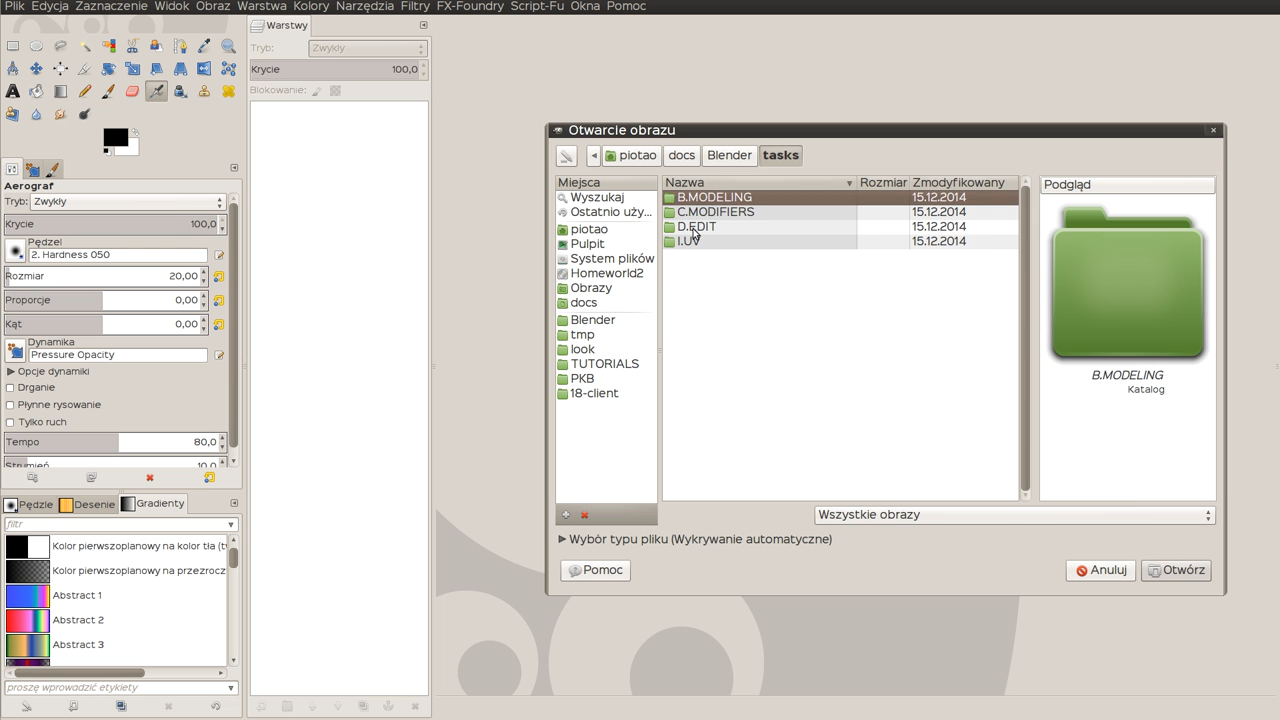 Plik Edycja Zaznaczenie Widok Obraz Warstwa Kolory Narzędzia Filtry FX-Foundry Script-Fu Okna Pomoc
Warstwy
Tryb: Zwykły
Krycie 100,0
Blokowanie:
Aerograf
Tryb: Zwykły
Krycie 100,0
Pędzel
2. Hardness 050
Rozmiar 20,00
Proporcje 0,00
Kąt 0,00
Dynamika
Pressure Opacity
Opcje dynamiki
Drganie
Płynne rysowanie
Tylko ruch
Tempo 80,0
Strumień 10,0
Pędzle Desenie Gradienty
filtr
Kolor pierwszoplanowy na kolor tła (t
Kolor pierwszoplanowy na przezrocz
Abstract 1
Abstract 2
Abstract 3
proszę wprowadzić etykiety
Otwarcie obrazu
piotao docs Blender tasks
Miejsca
Wyszukaj
Ostatnio uży...
piotao
Pulpit
System plików
Homeworld2
Obrazy
docs
Blender
tmp
look
TUTORIALS
PKB
18-client
Nazwa Rozmiar Zmodyfikowany
B.MODELING 15.12.2014
C.MODIFIERS 15.12.2014
D.EDIT 15.12.2014
I.UV 15.12.2014
Podgląd
B.MODELING
Katalog
Wszystkie obrazy
Wybór typu pliku (Wykrywanie automatyczne)
Pomoc Anuluj Otwórz